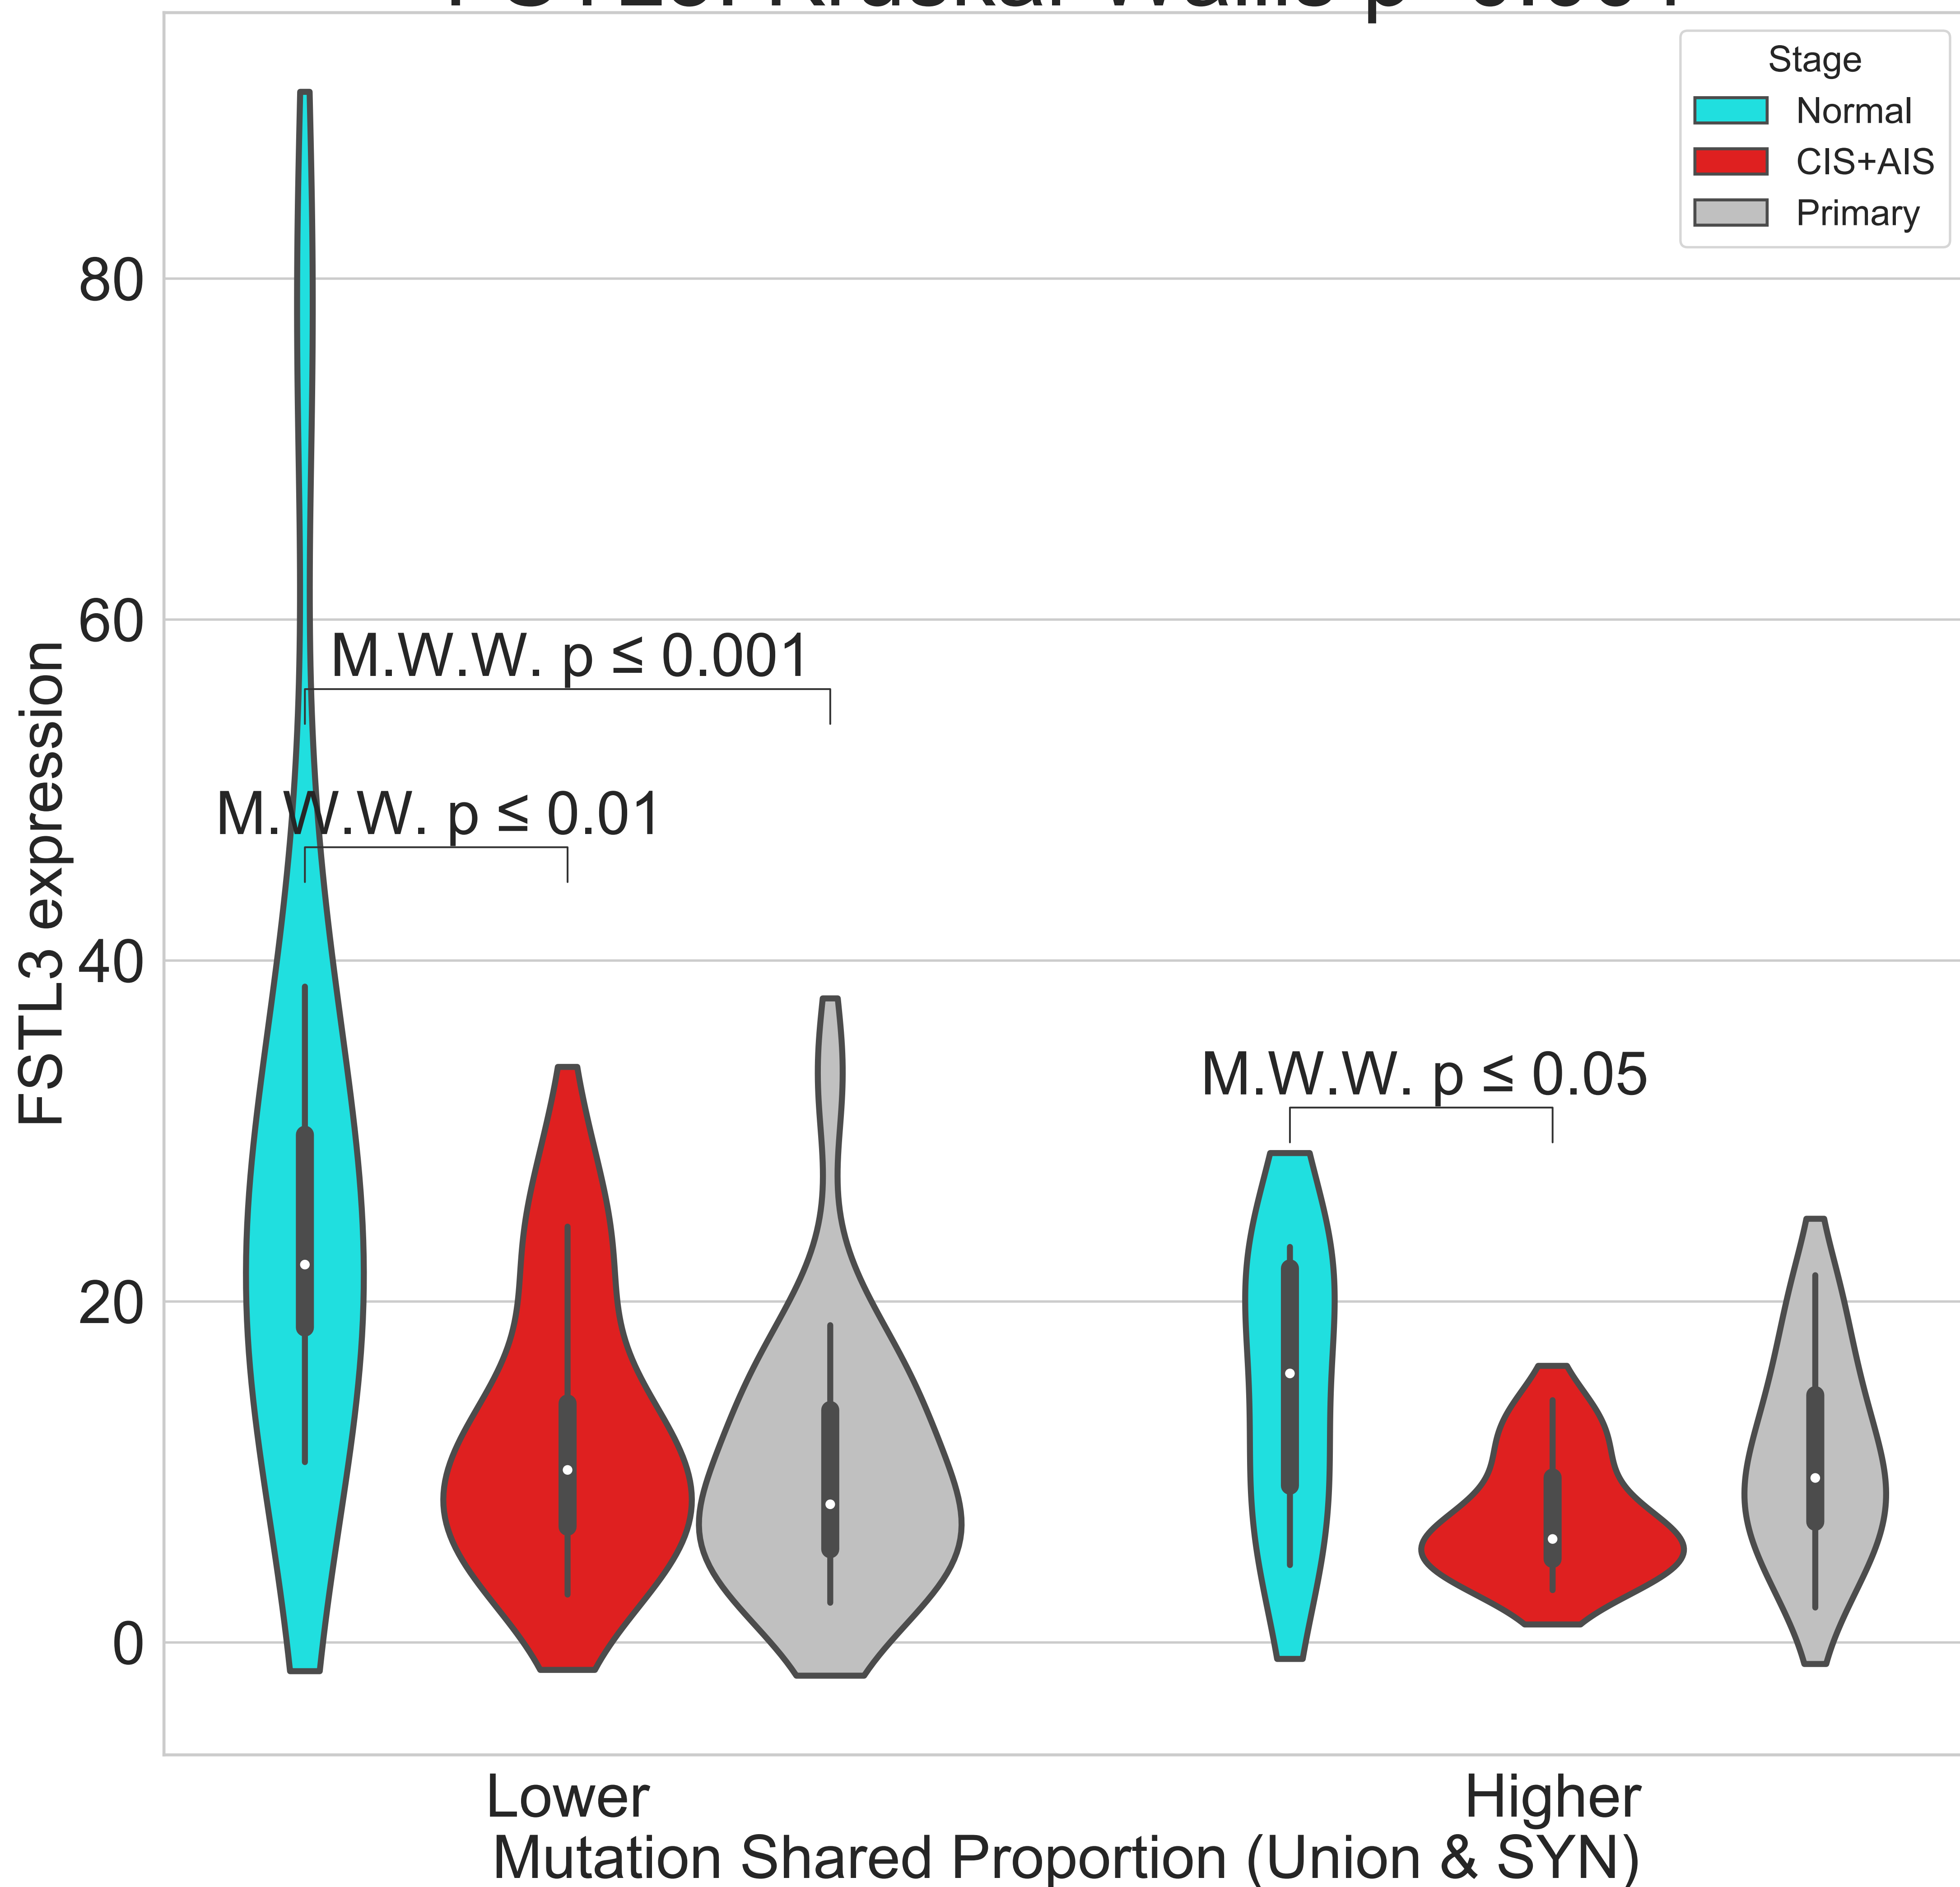 Stage
Normal
CIS+AIS
Primary
80
60
40
20
0
FSTL3 expression
M.W.W. p ≤ 0.001
M.W.W. p ≤ 0.01
M.W.W. p ≤ 0.05
Lower
Higher
Mutation Shared Proportion (Union & SYN)